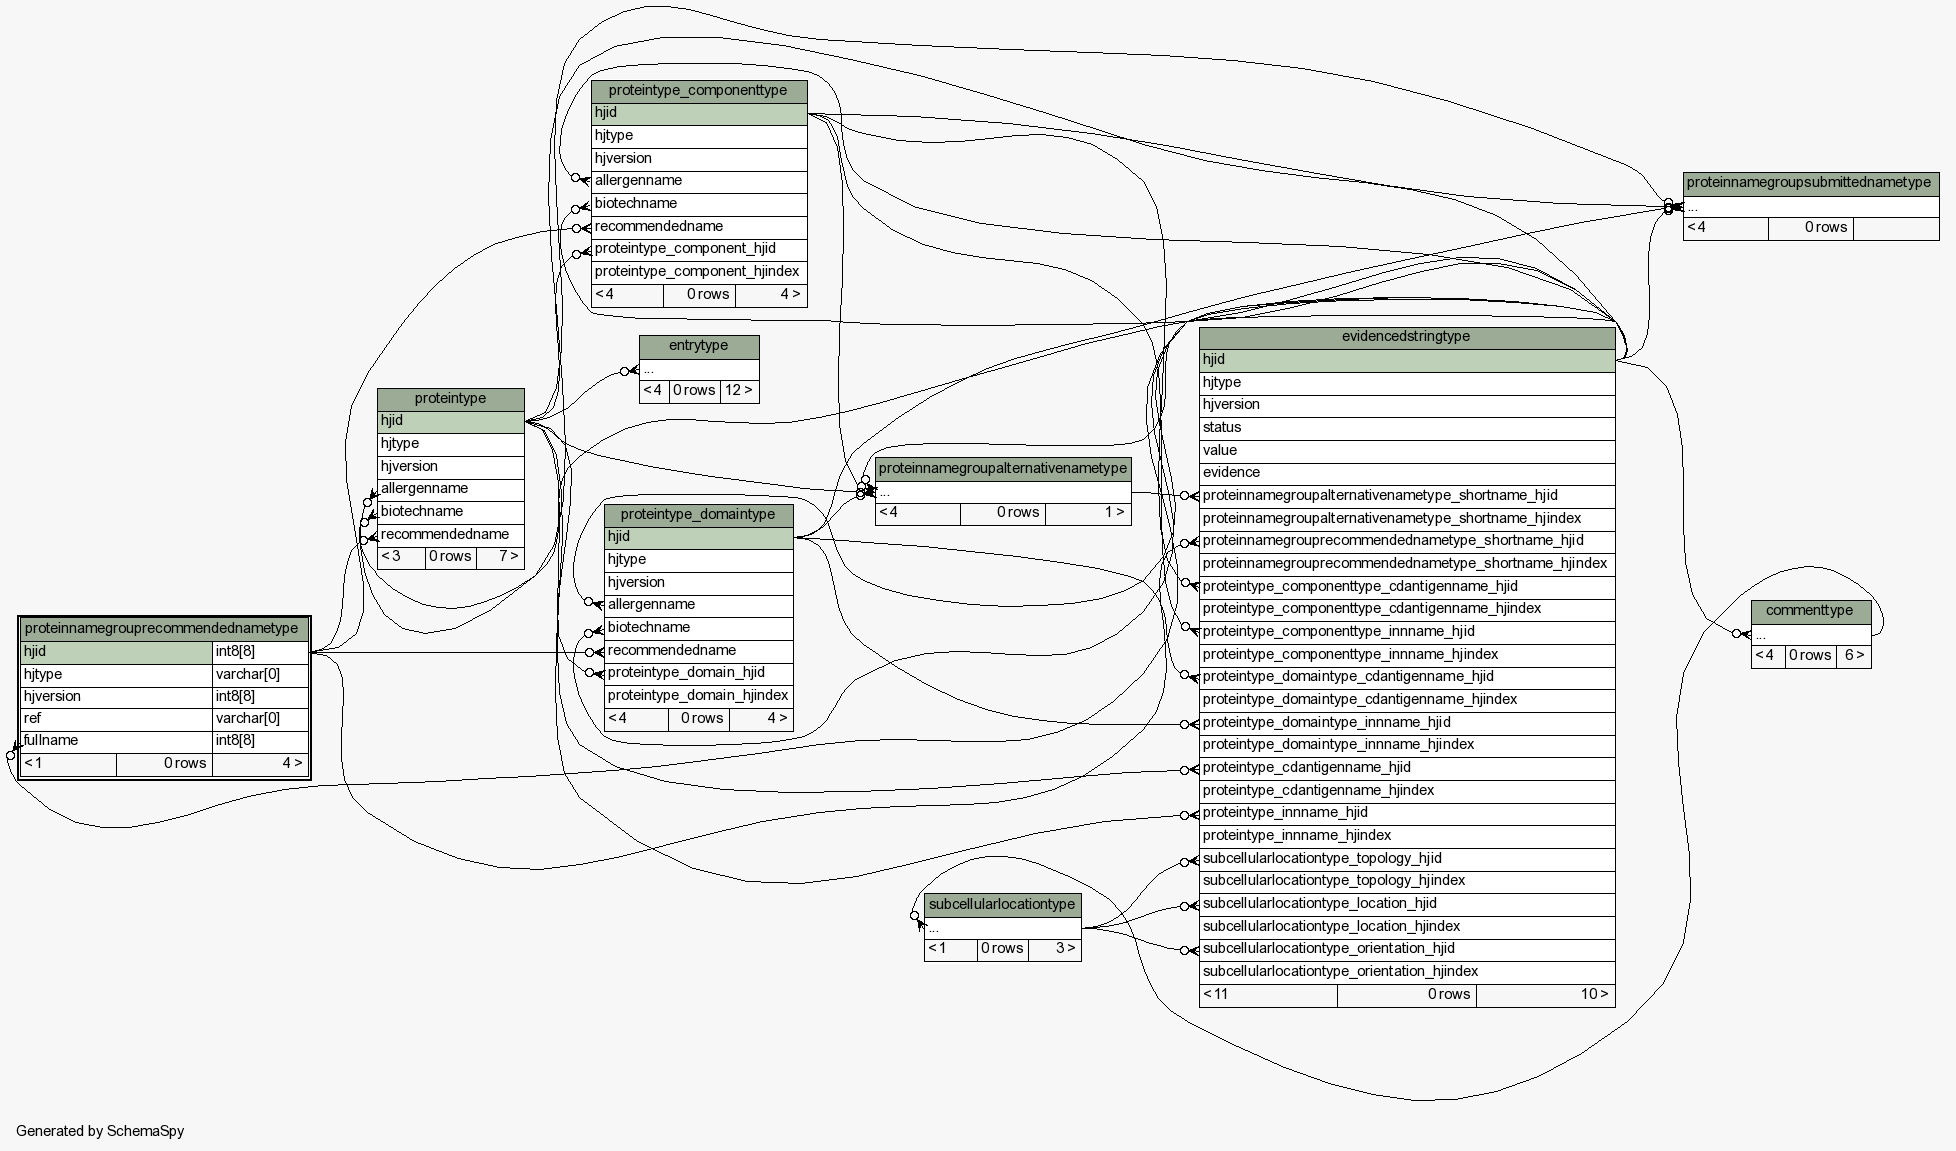 proteintype_componenttype
hjid
hjtype
hjversion
allergenname
biotechname
recommendedname
proteintype_component_hjid
proteintype_component_hjindex
< 4 0 rows 4 >
proteinnamegroupsubmittednametype
...
< 4 0 rows
entrytype
...
< 4 0 rows 12 >
proteintype
hjid
hjtype
hjversion
allergenname
biotechname
recommendedname
< 3 0 rows 7 >
proteinnamegroupalternativenametype
...
< 4 0 rows 1 >
proteintype_domaintype
hjid
hjtype
hjversion
allergenname
biotechname
recommendedname
proteintype_domain_hjid
proteintype_domain_hjindex
< 4 0 rows 4 >
evidencedstringtype
hjid
hjtype
hjversion
status
value
evidence
proteinnamegroupalternativenametype_shortname_hjid
proteinnamegroupalternativenametype_shortname_hjindex
proteinnamegrouprecommendednametype_shortname_hjid
proteinnamegrouprecommendednametype_shortname_hjindex
proteintype_componenttype_cdantigenname_hjid
proteintype_componenttype_cdantigenname_hjindex
proteintype_componenttype_innname_hjid
proteintype_componenttype_innname_hjindex
proteintype_domaintype_cdantigenname_hjid
proteintype_domaintype_cdantigenname_hjindex
proteintype_domaintype_innname_hjid
proteintype_domaintype_innname_hjindex
proteintype_cdantigenname_hjid
proteintype_cdantigenname_hjindex
proteintype_innname_hjid
proteintype_innname_hjindex
subcellularlocationtype_topology_hjid
subcellularlocationtype_topology_hjindex
subcellularlocationtype_location_hjid
subcellularlocationtype_location_hjindex
subcellularlocationtype_orientation_hjid
subcellularlocationtype_orientation_hjindex
< 11 0 rows 10 >
commenttype
...
< 4 0 rows 6 >
proteinnamegrouprecommendednametype
hjid int8[8]
hjtype varchar[0]
hjversion int8[8]
ref varchar[0]
fullname int8[8]
< 1 0 rows 4 >
subcellularlocationtype
...
< 1 0 rows 3 >
Generated by SchemaSpy